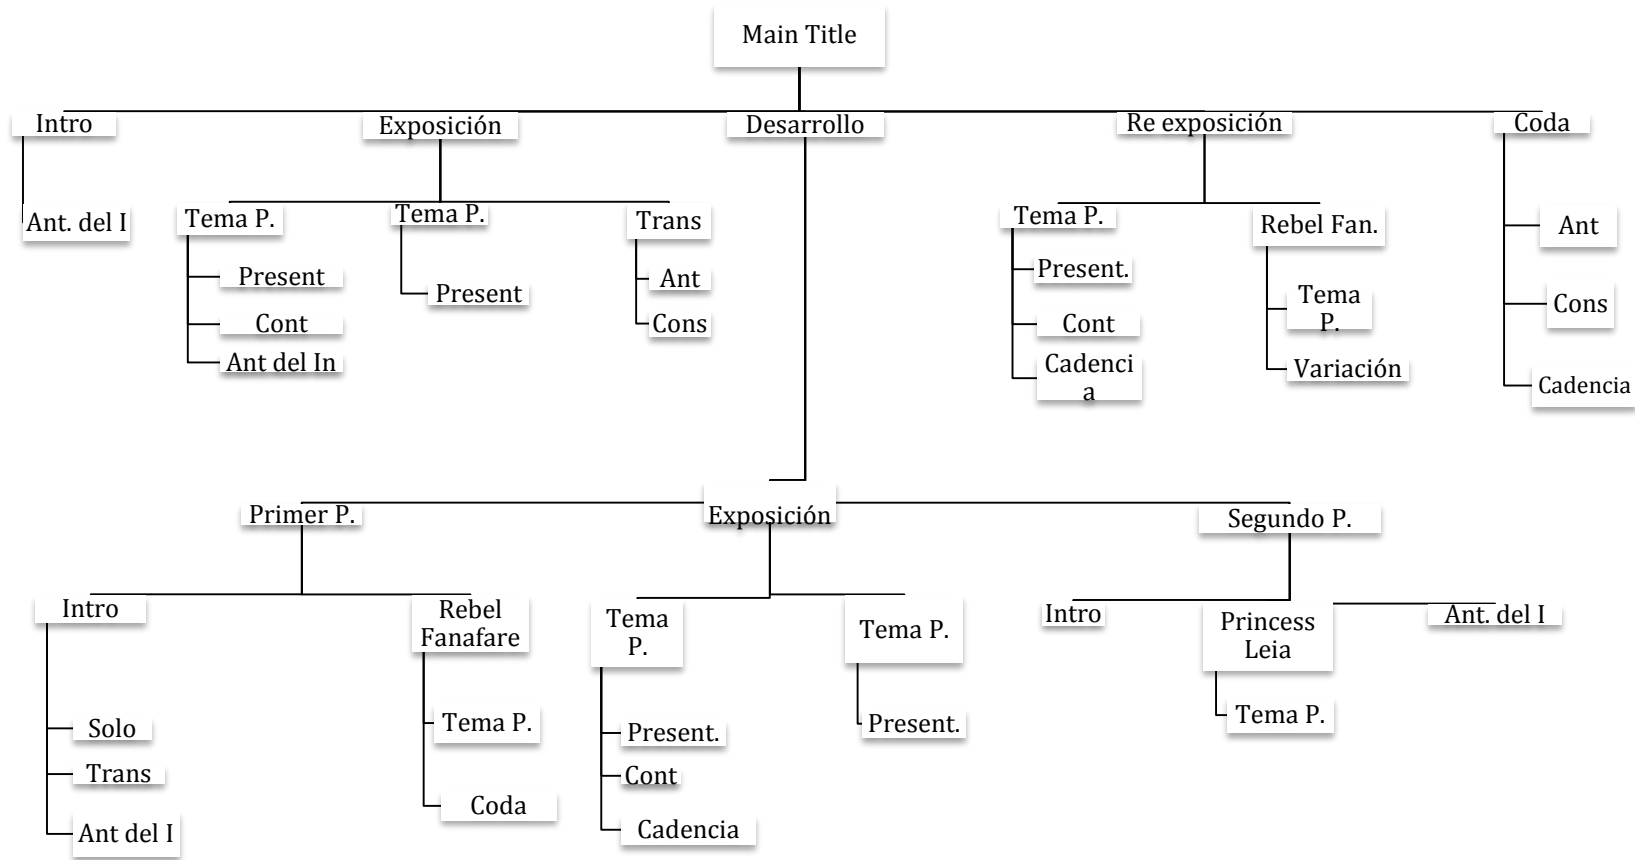 Main Title
Intro
Exposición
Desarrollo
Re exposición
Coda
Ant. del I
Tema P.
Present
Cont
Ant del In
Tema P.
Present
Trans
Ant
Cons
Tema P.
Present.
Cont
Cadenci
a
Rebel Fan.
Tema
P.
Variación
Ant
Cons
Cadencia
Primer P.
Exposición
Segundo P.
Intro
Solo
Trans
Ant del I
Rebel
Fanafare
Tema P.
Coda
Tema
P.
Present.
Cont
Cadencia
Tema P.
Present.
Intro
Princess
Leia
Tema P.
Ant. del I